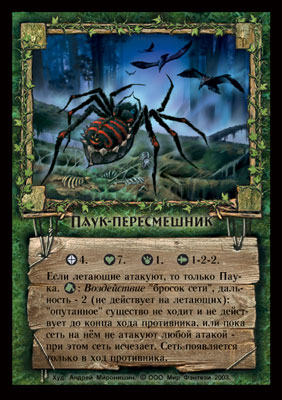 Паук-пересмешник
4. 7. 1. 1-2-2.
Если летающие атакуют, то только Пау-
ка. : Воздействие "бросок сети", даль-
ность - 2 (не действует на летающих):
"опутанное" существо не ходит и не дейст-
вует до конца хода противника, или пока
сеть на нём не атакуют любой атакой -
при этом сеть исчезает. Сеть появляется
только в ход противника.
Худ. Андрей Миронишин. © ООО Мир Фэнтези 2003.